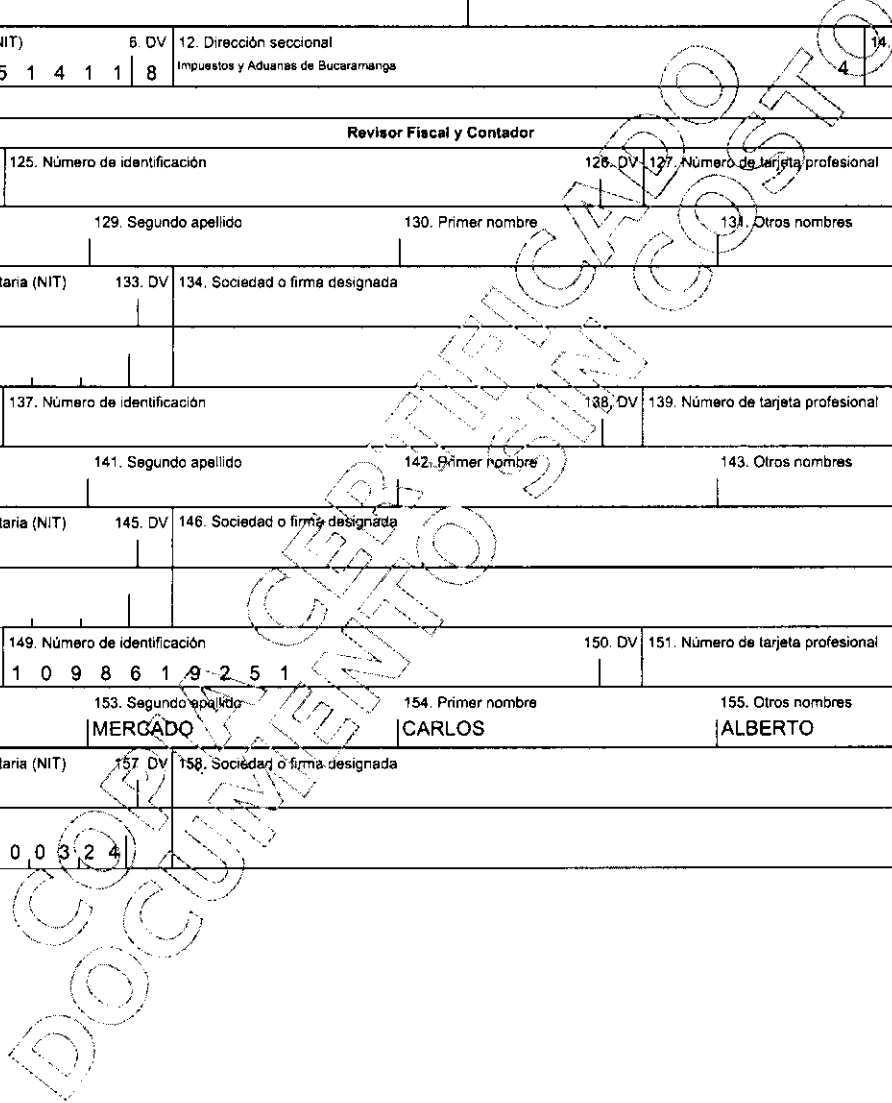 NIT) 6. DV 12. Dirección seccional 14.
5 1 4 1 1 8 Impuestos y Aduanas de Bucaramanga 4
Revisor Fiscal y Contador
125. Número de identificación 126. DV 127. Número de tarjeta profesional
129. Segundo apellido 130. Primer nombre 131. Otros nombres
taria (NIT) 133. DV 134. Sociedad o firma designada
137. Número de identificación 138. DV 139. Número de tarjeta profesional
141. Segundo apellido 142. Primer nombre 143. Otros nombres
taria (NIT) 145. DV 146. Sociedad o firma designada
149. Número de identificación 150. DV 151. Número de tarjeta profesional
1 0 9 8 6 1 9 2 5 1
153. Segundo apellido 154. Primer nombre 155. Otros nombres
MERCADO CARLOS ALBERTO
taria (NIT) 157. DV 158. Sociedad o firma designada
0 0 3 2 4
COPIA CERTIFICADO
DOCUMENTO SIN COSTO